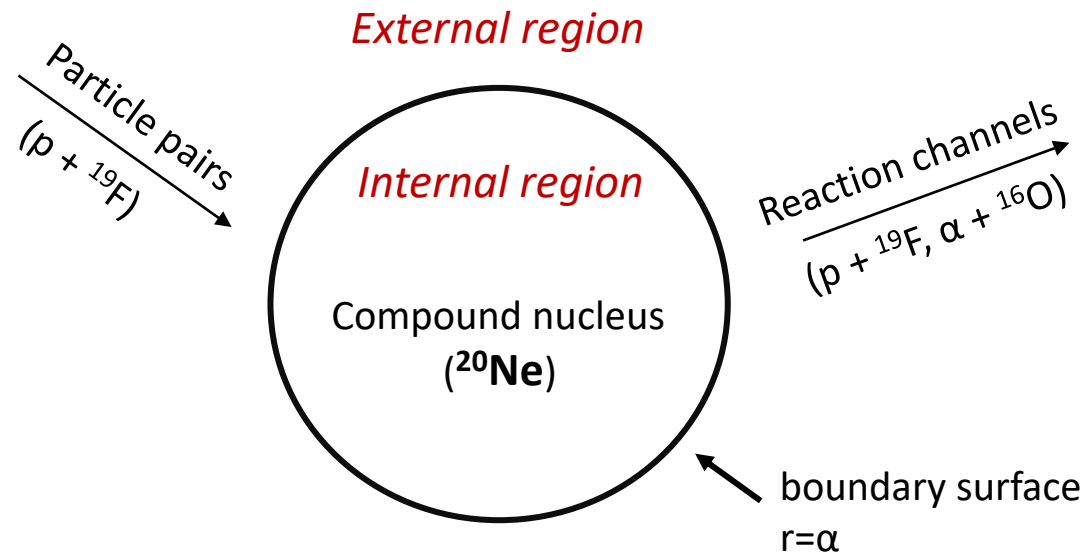 External region
Particle pairs
(p + ¹⁹F)
Internal region
Reaction channels
(p + ¹⁹F, α + ¹⁶O)
Compound nucleus
(²⁰Ne)
boundary surface
r=α